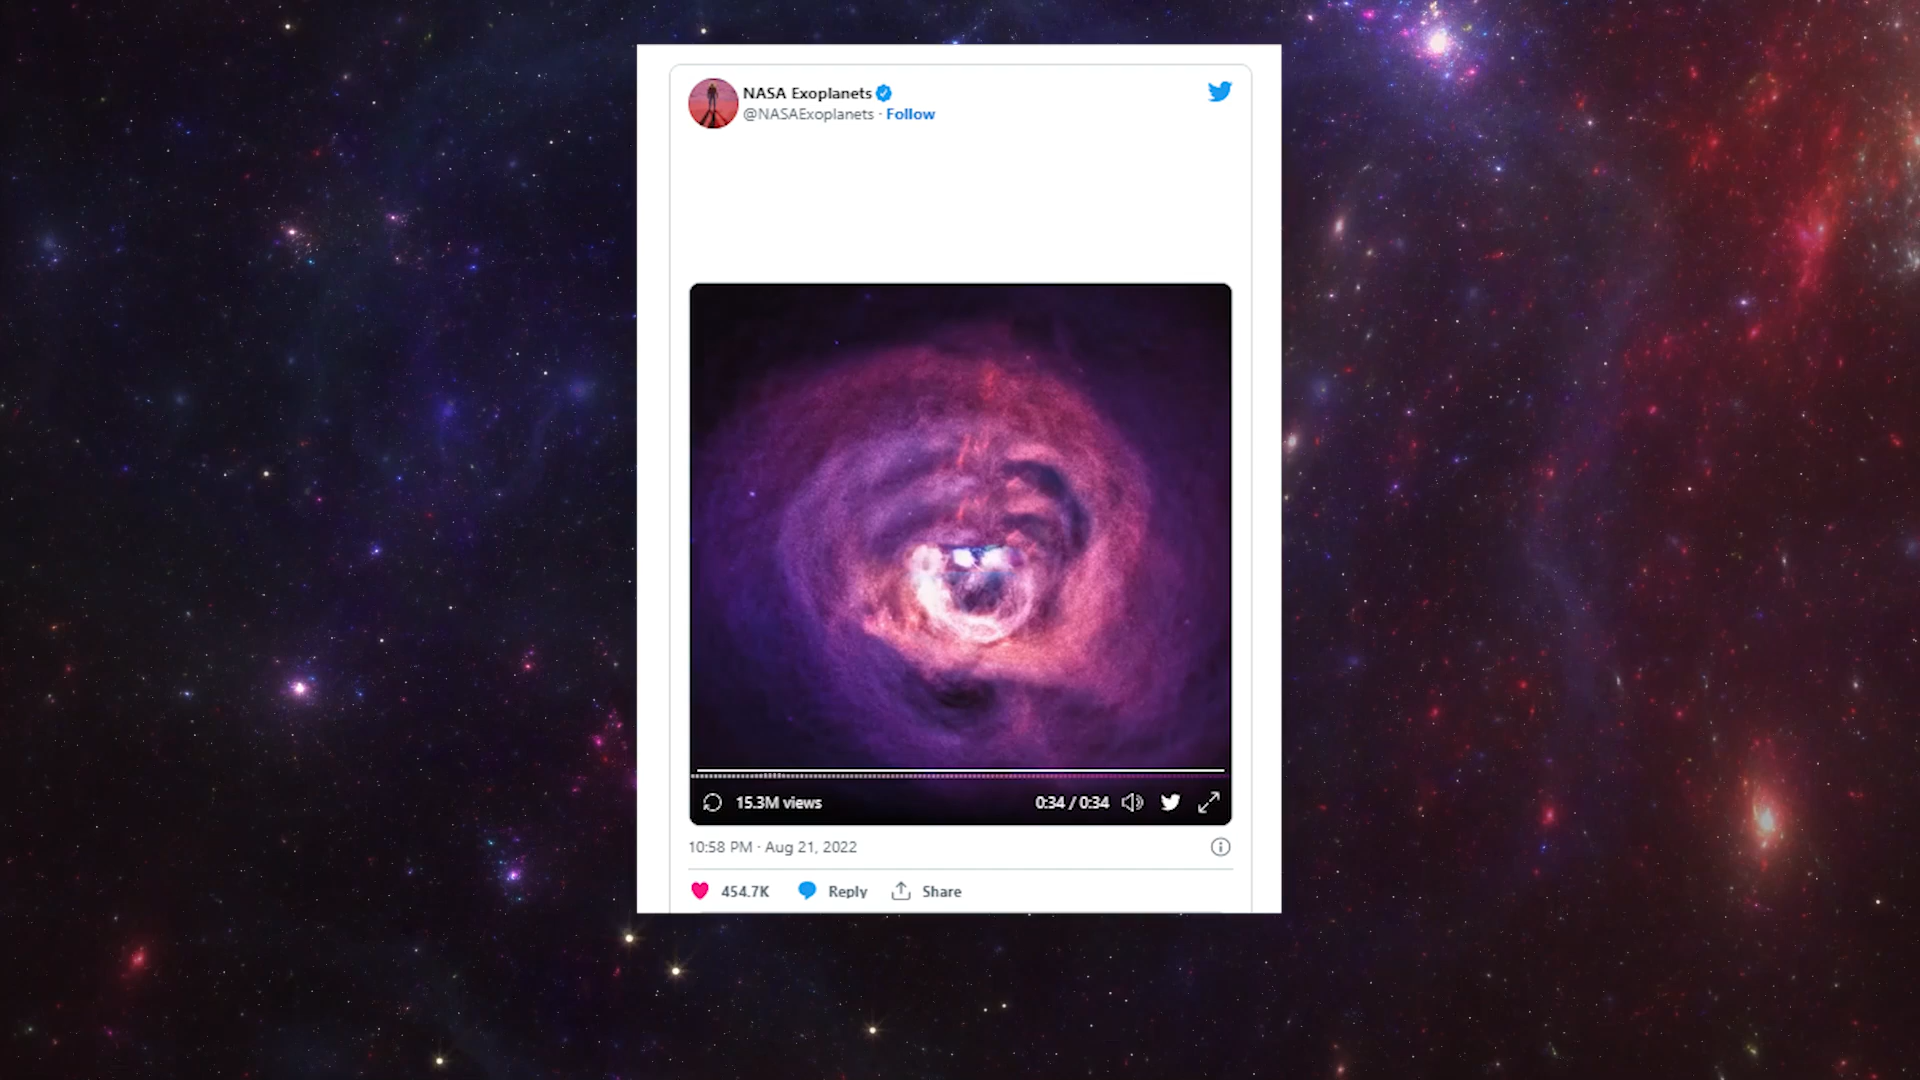 NASA Exoplanets
@NASAExoplanets · Follow
15.3M views
0:34 / 0:34
10:58 PM · Aug 21, 2022
454.7K Reply Share